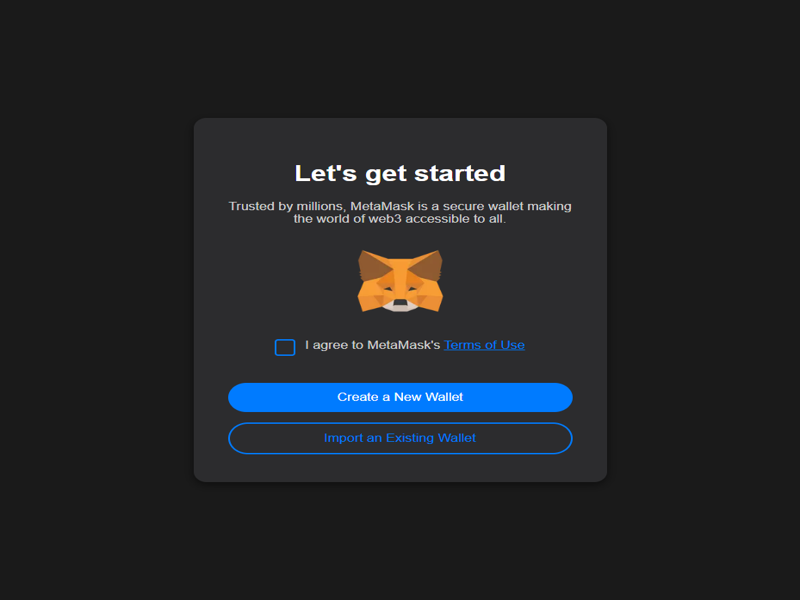 Let's get started
Trusted by millions, MetaMask is a secure wallet making
the world of web3 accessible to all.
I agree to MetaMask's Terms of Use
Create a New Wallet
Import an Existing Wallet